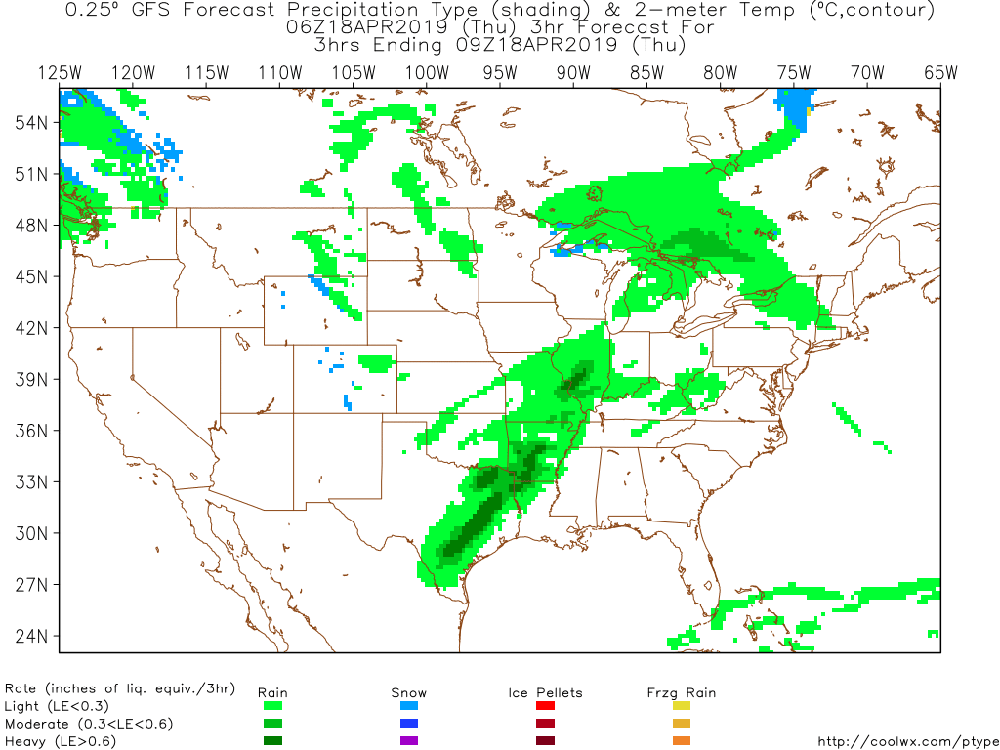 0.25º GFS Forecast Precipitation Type (shading) & 2-meter Temp (ºC,contour)
06Z18APR2019 (Thu) 3hr Forecast For
3hrs Ending 09Z18APR2019 (Thu)
125W 120W 115W 110W 105W 100W 95W 90W 85W 80W 75W 70W 65W
54N
51N
48N
45N
42N
39N
36N
33N
30N
27N
24N
Rate (inches of liq. equiv./3hr) Rain Snow Ice Pellets Frzg Rain
Light (LE<0.3)
Moderate (0.3<LE<0.6)
Heavy (LE>0.6) http://coolwx.com/ptype